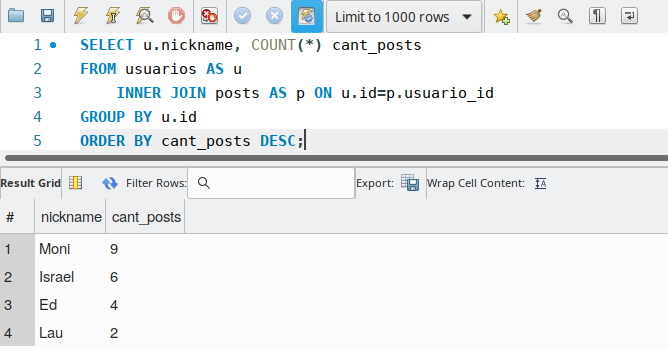 Limit to 1000 rows
1 SELECT u.nickname, COUNT(*) cant_posts
2 FROM usuarios AS u
3 INNER JOIN posts AS p ON u.id=p.usuario_id
4 GROUP BY u.id
5 ORDER BY cant_posts DESC;
Result Grid Filter Rows: Export: Wrap Cell Content:
# nickname cant_posts
1 Moni 9
2 Israel 6
3 Ed 4
4 Lau 2